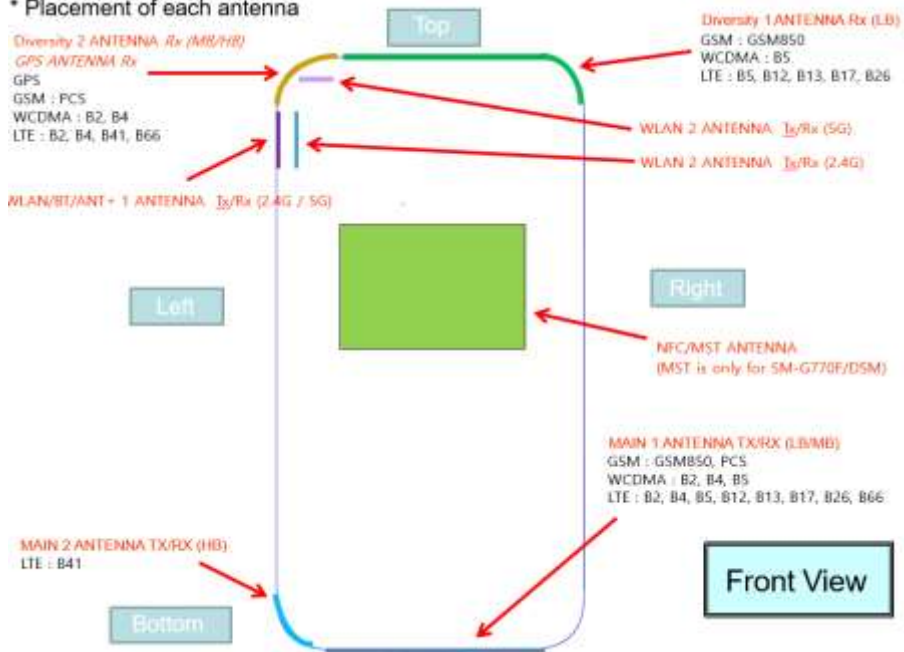 * Placement of each antenna
Top
Diversity 2 ANTENNA Rx (MB/HB)
GPS ANTENNA Rx
GPS
GSM : PCS
WCDMA : B2, B4
LTE : B2, B4, B41, B66
Diversity 1 ANTENNA Rx (LB)
GSM : GSM850
WCDMA : B5
LTE : B5, B12, B13, B17, B26
WLAN 2 ANTENNA Tx/Rx (5G)
WLAN 2 ANTENNA Tx/Rx (2.4G)
WLAN/BT/ANT+ 1 ANTENNA Tx/Rx (2.4G / 5G)
Left
Right
NFC/MST ANTENNA
(MST is only for SM-G770F/DSM)
MAIN 1 ANTENNA TX/RX (LB/MB)
GSM : GSM850, PCS
WCDMA : B2, B4, B5
LTE : B2, B4, B5, B12, B13, B17, B26, B66
MAIN 2 ANTENNA TX/RX (HB)
LTE : B41
Front View
Bottom